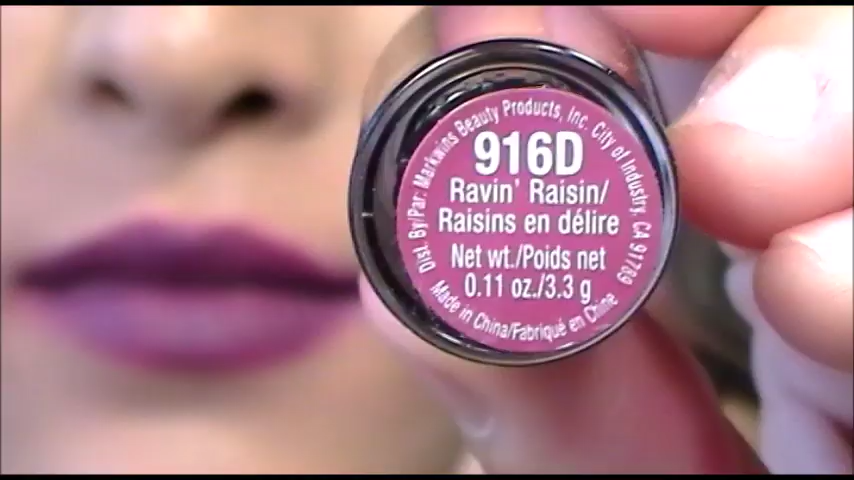 Dist. By/Par: Markwins Beauty Products, Inc. City of Industry, CA 91789
916D
Ravin' Raisin/
Raisins en délire
Net wt./Poids net
0.11 oz./3.3 g
Made in China/Fabriqué en Chine